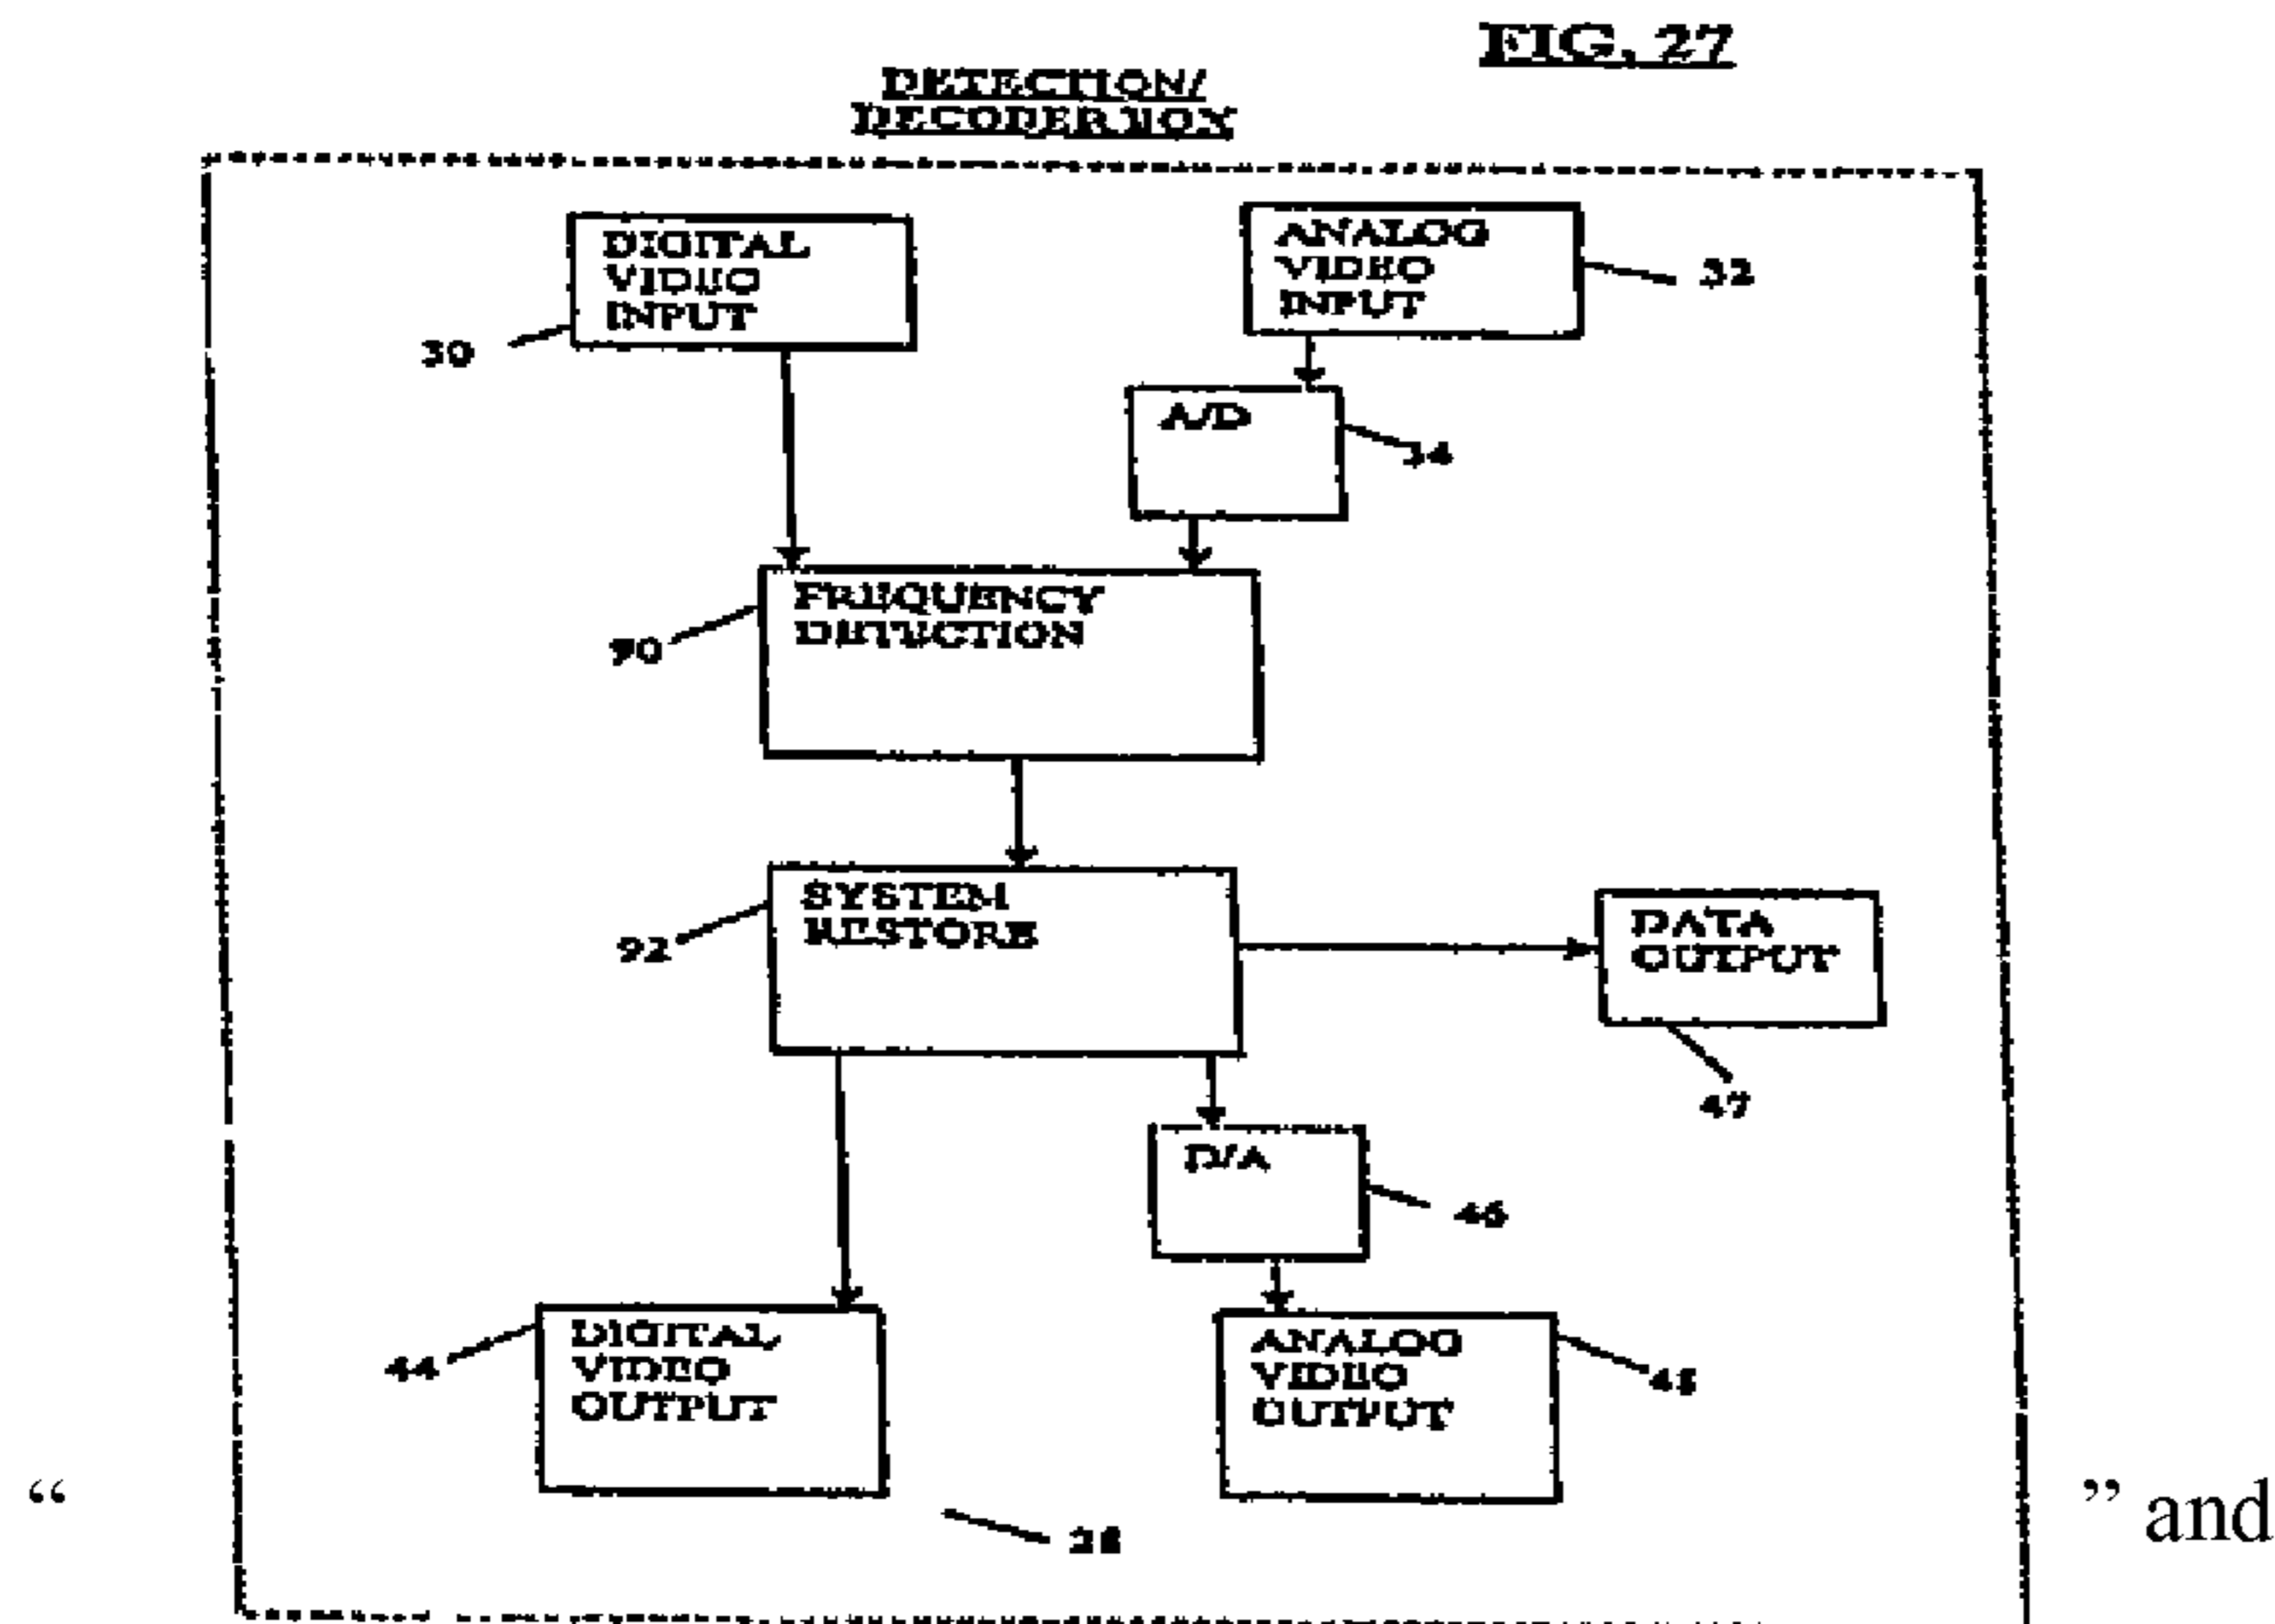 FIG. 27
DETECTION/
DECODER BOX
DIGITAL
VIDEO
INPUT
30
ANALOG
VIDEO
INPUT
32
A/D
34
FREQUENCY
DETECTION
90
SYSTEM
RESTORE
92
DATA
OUTPUT
47
D/A
46
DIGITAL
VIDEO
OUTPUT
44
ANALOG
VIDEO
OUTPUT
“
” and